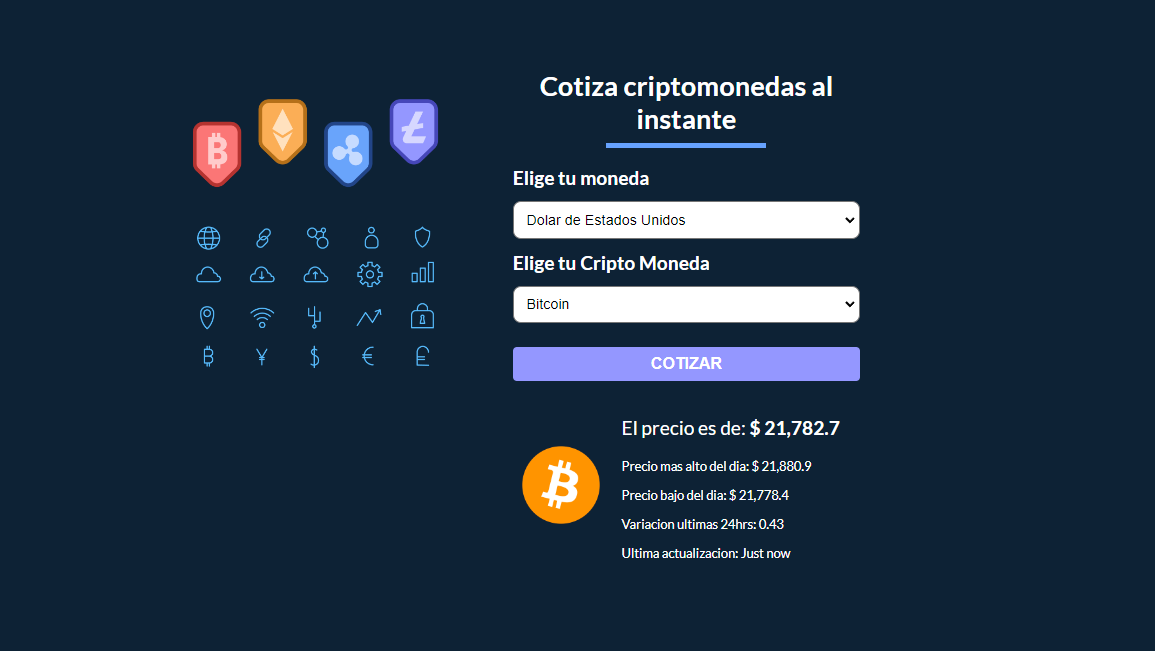 Cotiza criptomonedas al
instante
Elige tu moneda
Dolar de Estados Unidos
Elige tu Cripto Moneda
Bitcoin
COTIZAR
El precio es de: $ 21,782.7
Precio mas alto del dia: $ 21,880.9
Precio bajo del dia: $ 21,778.4
Variacion ultimas 24hrs: 0.43
Ultima actualizacion: Just now